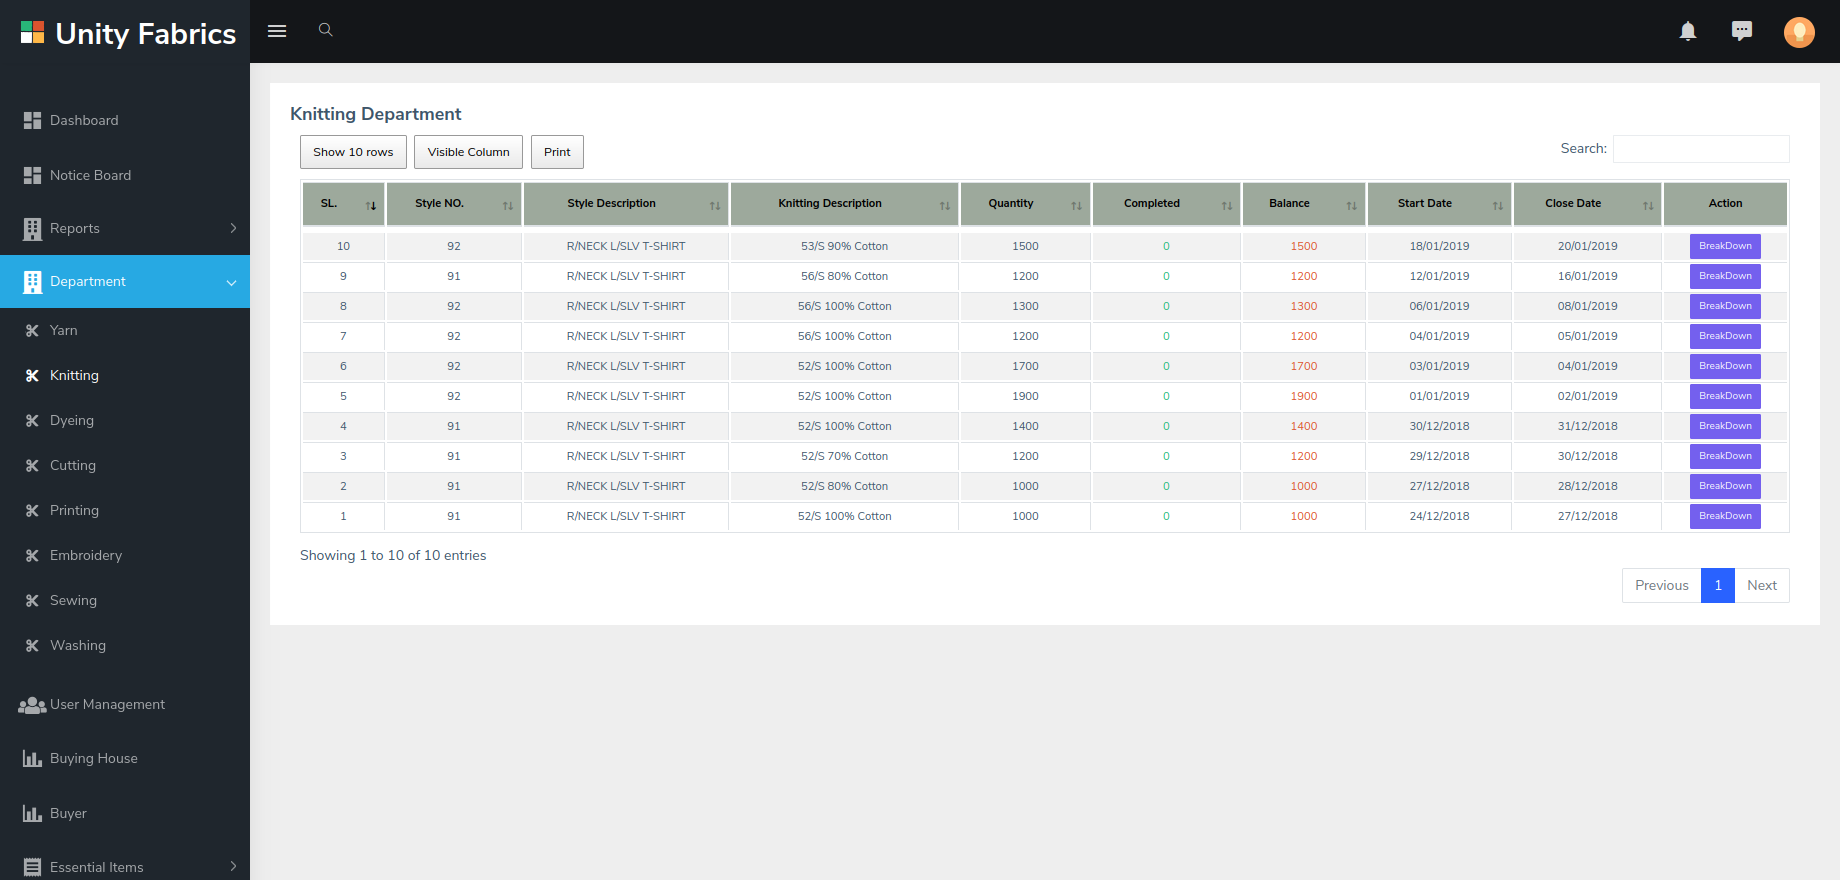 Unity Fabrics
Dashboard
Notice Board
Reports
Department
Yarn
Knitting
Dyeing
Cutting
Printing
Embroidery
Sewing
Washing
User Management
Buying House
Buyer
Essential Items
Knitting Department
Show 10 rows Visible Column Print Search:
SL. Style NO. Style Description Knitting Description Quantity Completed Balance Start Date Close Date Action
10 92 R/NECK L/SLV T-SHIRT 53/S 90% Cotton 1500 0 1500 18/01/2019 20/01/2019 BreakDown
9 91 R/NECK L/SLV T-SHIRT 56/S 80% Cotton 1200 0 1200 12/01/2019 16/01/2019 BreakDown
8 92 R/NECK L/SLV T-SHIRT 56/S 100% Cotton 1300 0 1300 06/01/2019 08/01/2019 BreakDown
7 92 R/NECK L/SLV T-SHIRT 56/S 100% Cotton 1200 0 1200 04/01/2019 05/01/2019 BreakDown
6 92 R/NECK L/SLV T-SHIRT 52/S 100% Cotton 1700 0 1700 03/01/2019 04/01/2019 BreakDown
5 92 R/NECK L/SLV T-SHIRT 52/S 100% Cotton 1900 0 1900 01/01/2019 02/01/2019 BreakDown
4 91 R/NECK L/SLV T-SHIRT 52/S 100% Cotton 1400 0 1400 30/12/2018 31/12/2018 BreakDown
3 91 R/NECK L/SLV T-SHIRT 52/S 70% Cotton 1200 0 1200 29/12/2018 30/12/2018 BreakDown
2 91 R/NECK L/SLV T-SHIRT 52/S 80% Cotton 1000 0 1000 27/12/2018 28/12/2018 BreakDown
1 91 R/NECK L/SLV T-SHIRT 52/S 100% Cotton 1000 0 1000 24/12/2018 27/12/2018 BreakDown
Showing 1 to 10 of 10 entries
Previous 1 Next